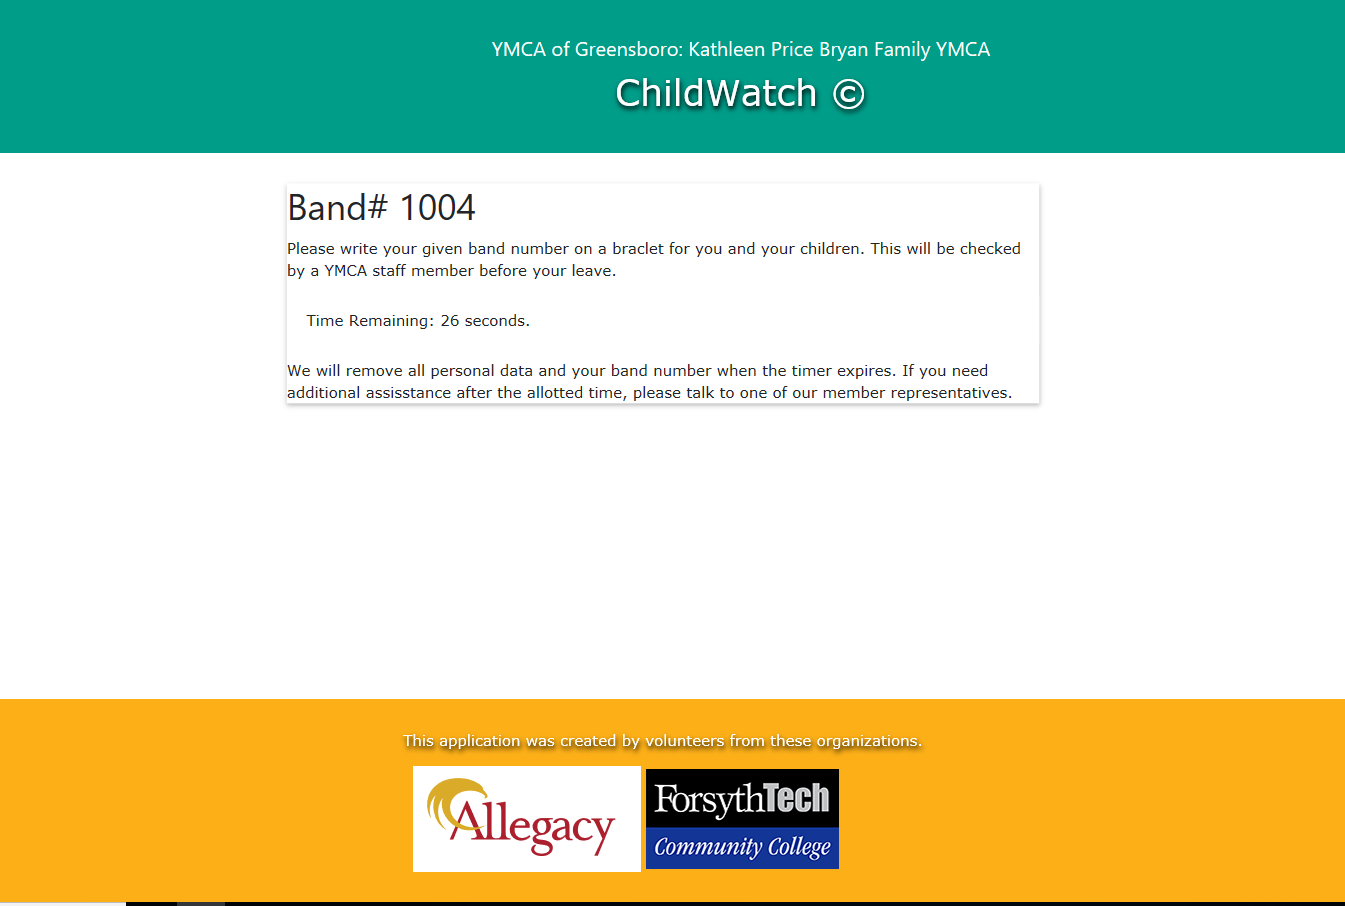 YMCA of Greensboro: Kathleen Price Bryan Family YMCA
ChildWatch ©
Band# 1004
Please write your given band number on a braclet for you and your children. This will be checked
by a YMCA staff member before your leave.
Time Remaining: 26 seconds.
We will remove all personal data and your band number when the timer expires. If you need
additional assisstance after the allotted time, please talk to one of our member representatives.
This application was created by volunteers from these organizations.
Allegacy
ForsythTech
Community College